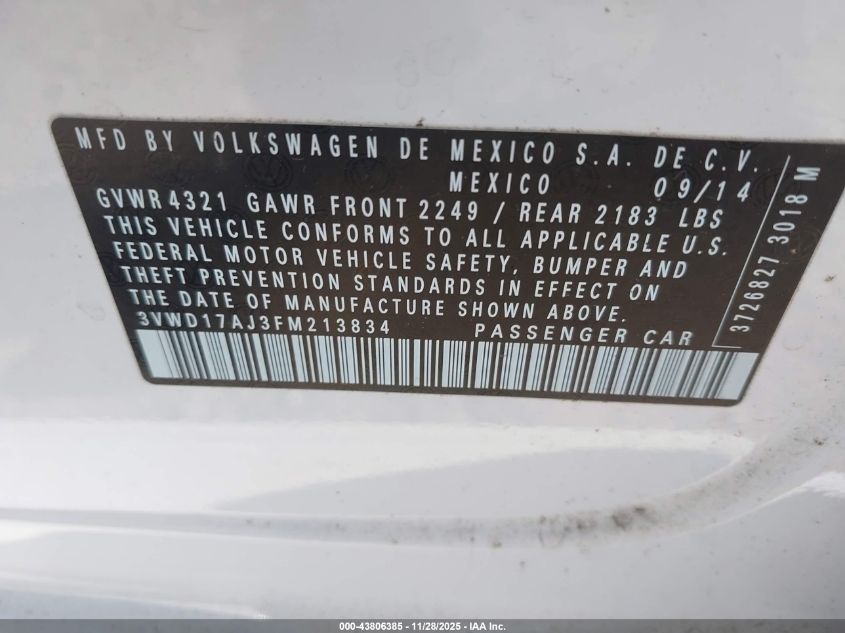 MFD BY VOLKSWAGEN DE MEXICO S.A. DE C.V.
MEXICO 09/14
GVWR 4321 GAWR FRONT 2249 / REAR 2183 LBS
THIS VEHICLE CONFORMS TO ALL APPLICABLE U.S.
FEDERAL MOTOR VEHICLE SAFETY, BUMPER AND
THEFT PREVENTION STANDARDS IN EFFECT ON
THE DATE OF MANUFACTURE SHOWN ABOVE.
3VWD17AJ3FM213834 PASSENGER CAR
3726827 3018 M
000-43806385 - 11/28/2025 - IAA Inc.